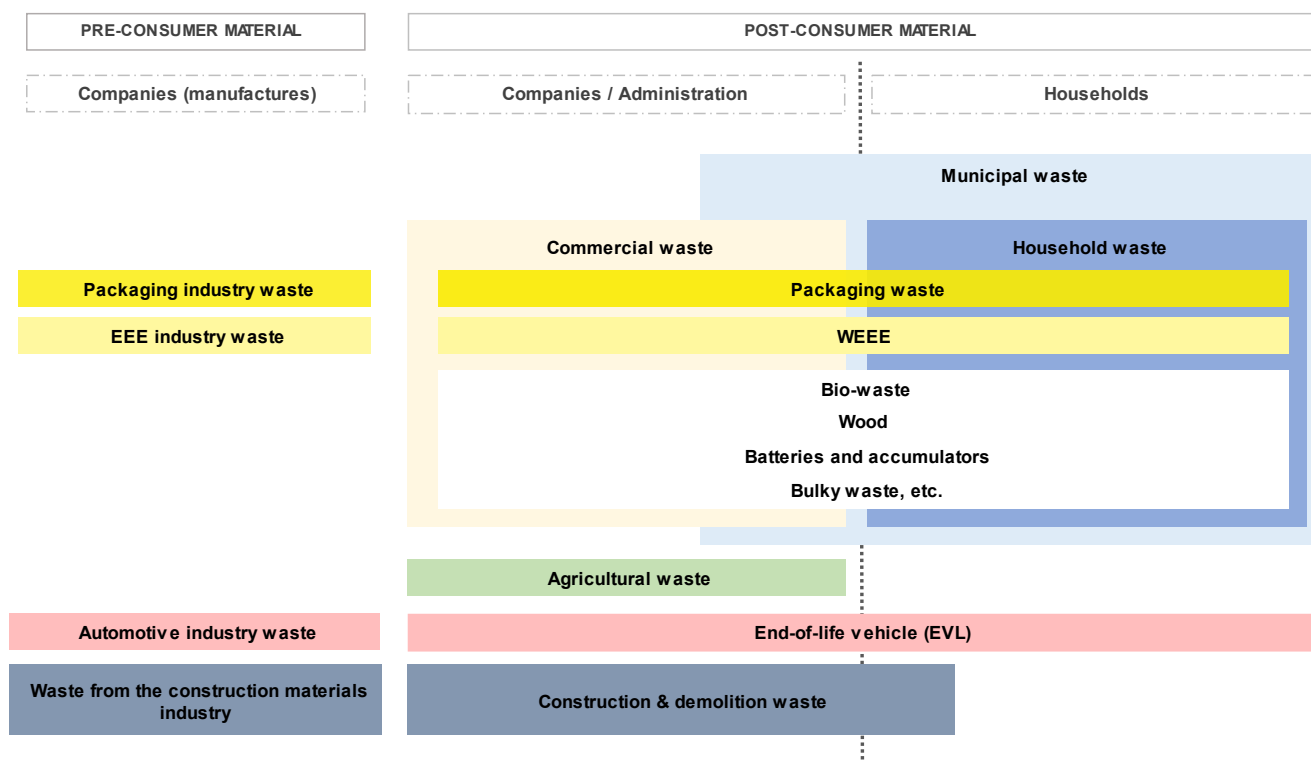 PRE-CONSUMER MATERIAL
POST-CONSUMER MATERIAL
Companies (manufactures)
Companies / Administration
Households
Municipal waste
Commercial waste
Household waste
Packaging industry waste
Packaging waste
EEE industry waste
WEEE
Bio-waste
Wood
Batteries and accumulators
Bulky waste, etc.
Agricultural waste
Automotive industry waste
End-of-life vehicle (EVL)
Waste from the construction materials
industry
Construction & demolition waste